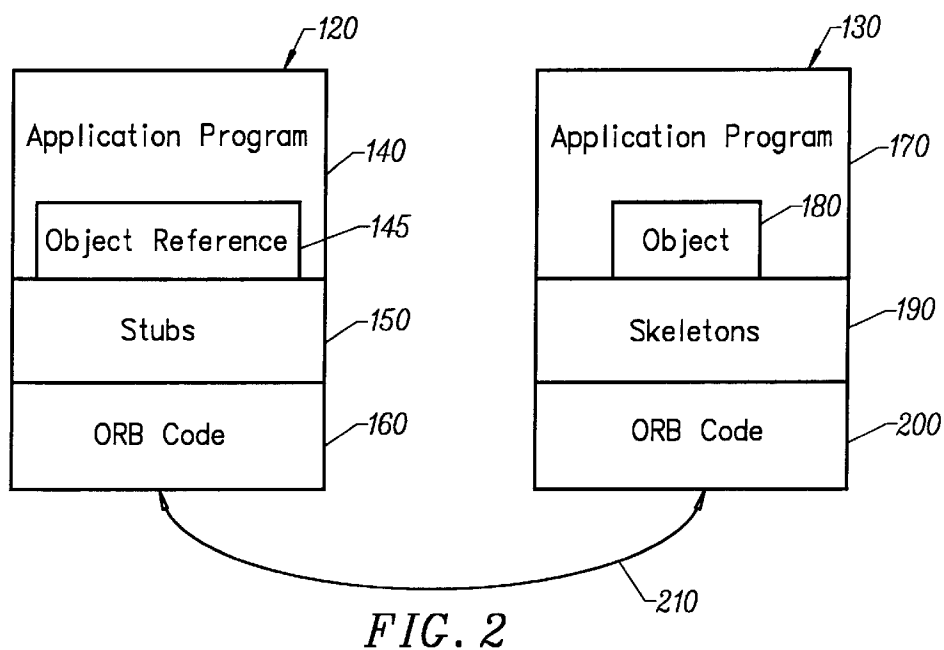 120
130
Application Program
140
Application Program
170
Object Reference
145
Object
180
Stubs
150
Skeletons
190
ORB Code
160
ORB Code
200
210
FIG. 2